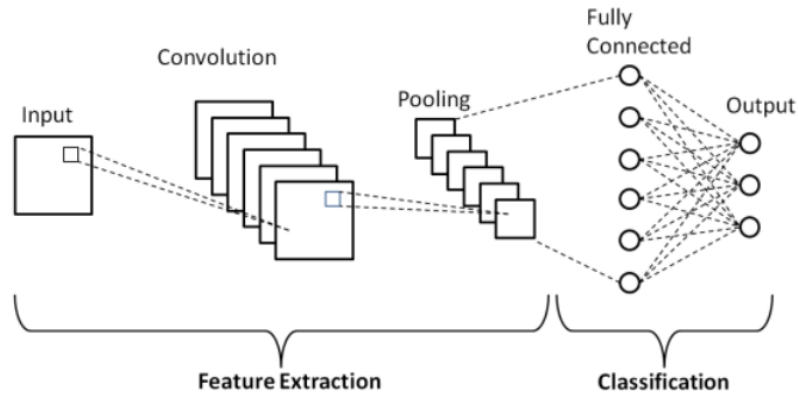 Input
Convolution
Pooling
Fully
Connected
Output
Feature Extraction
Classification